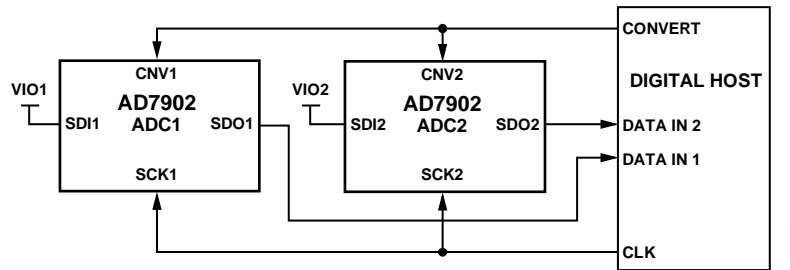 CONVERT
CNV1
CNV2
VIO1
VIO2
DIGITAL HOST
AD7902
ADC1
AD7902
ADC2
SDI1
SDO1
SDI2
SDO2
DATA IN 2
DATA IN 1
SCK1
SCK2
CLK